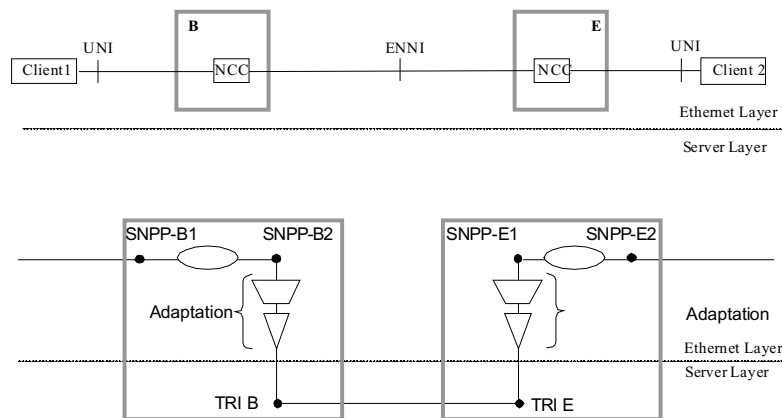 B
E
UNI
ENNI
UNI
Client1
NCC
NCC
Client 2
Ethernet Layer
Server Layer
SNPP-B1
SNPP-B2
SNPP-E1
SNPP-E2
Adaptation
Adaptation
Ethernet Layer
Server Layer
TRI B
TRI E